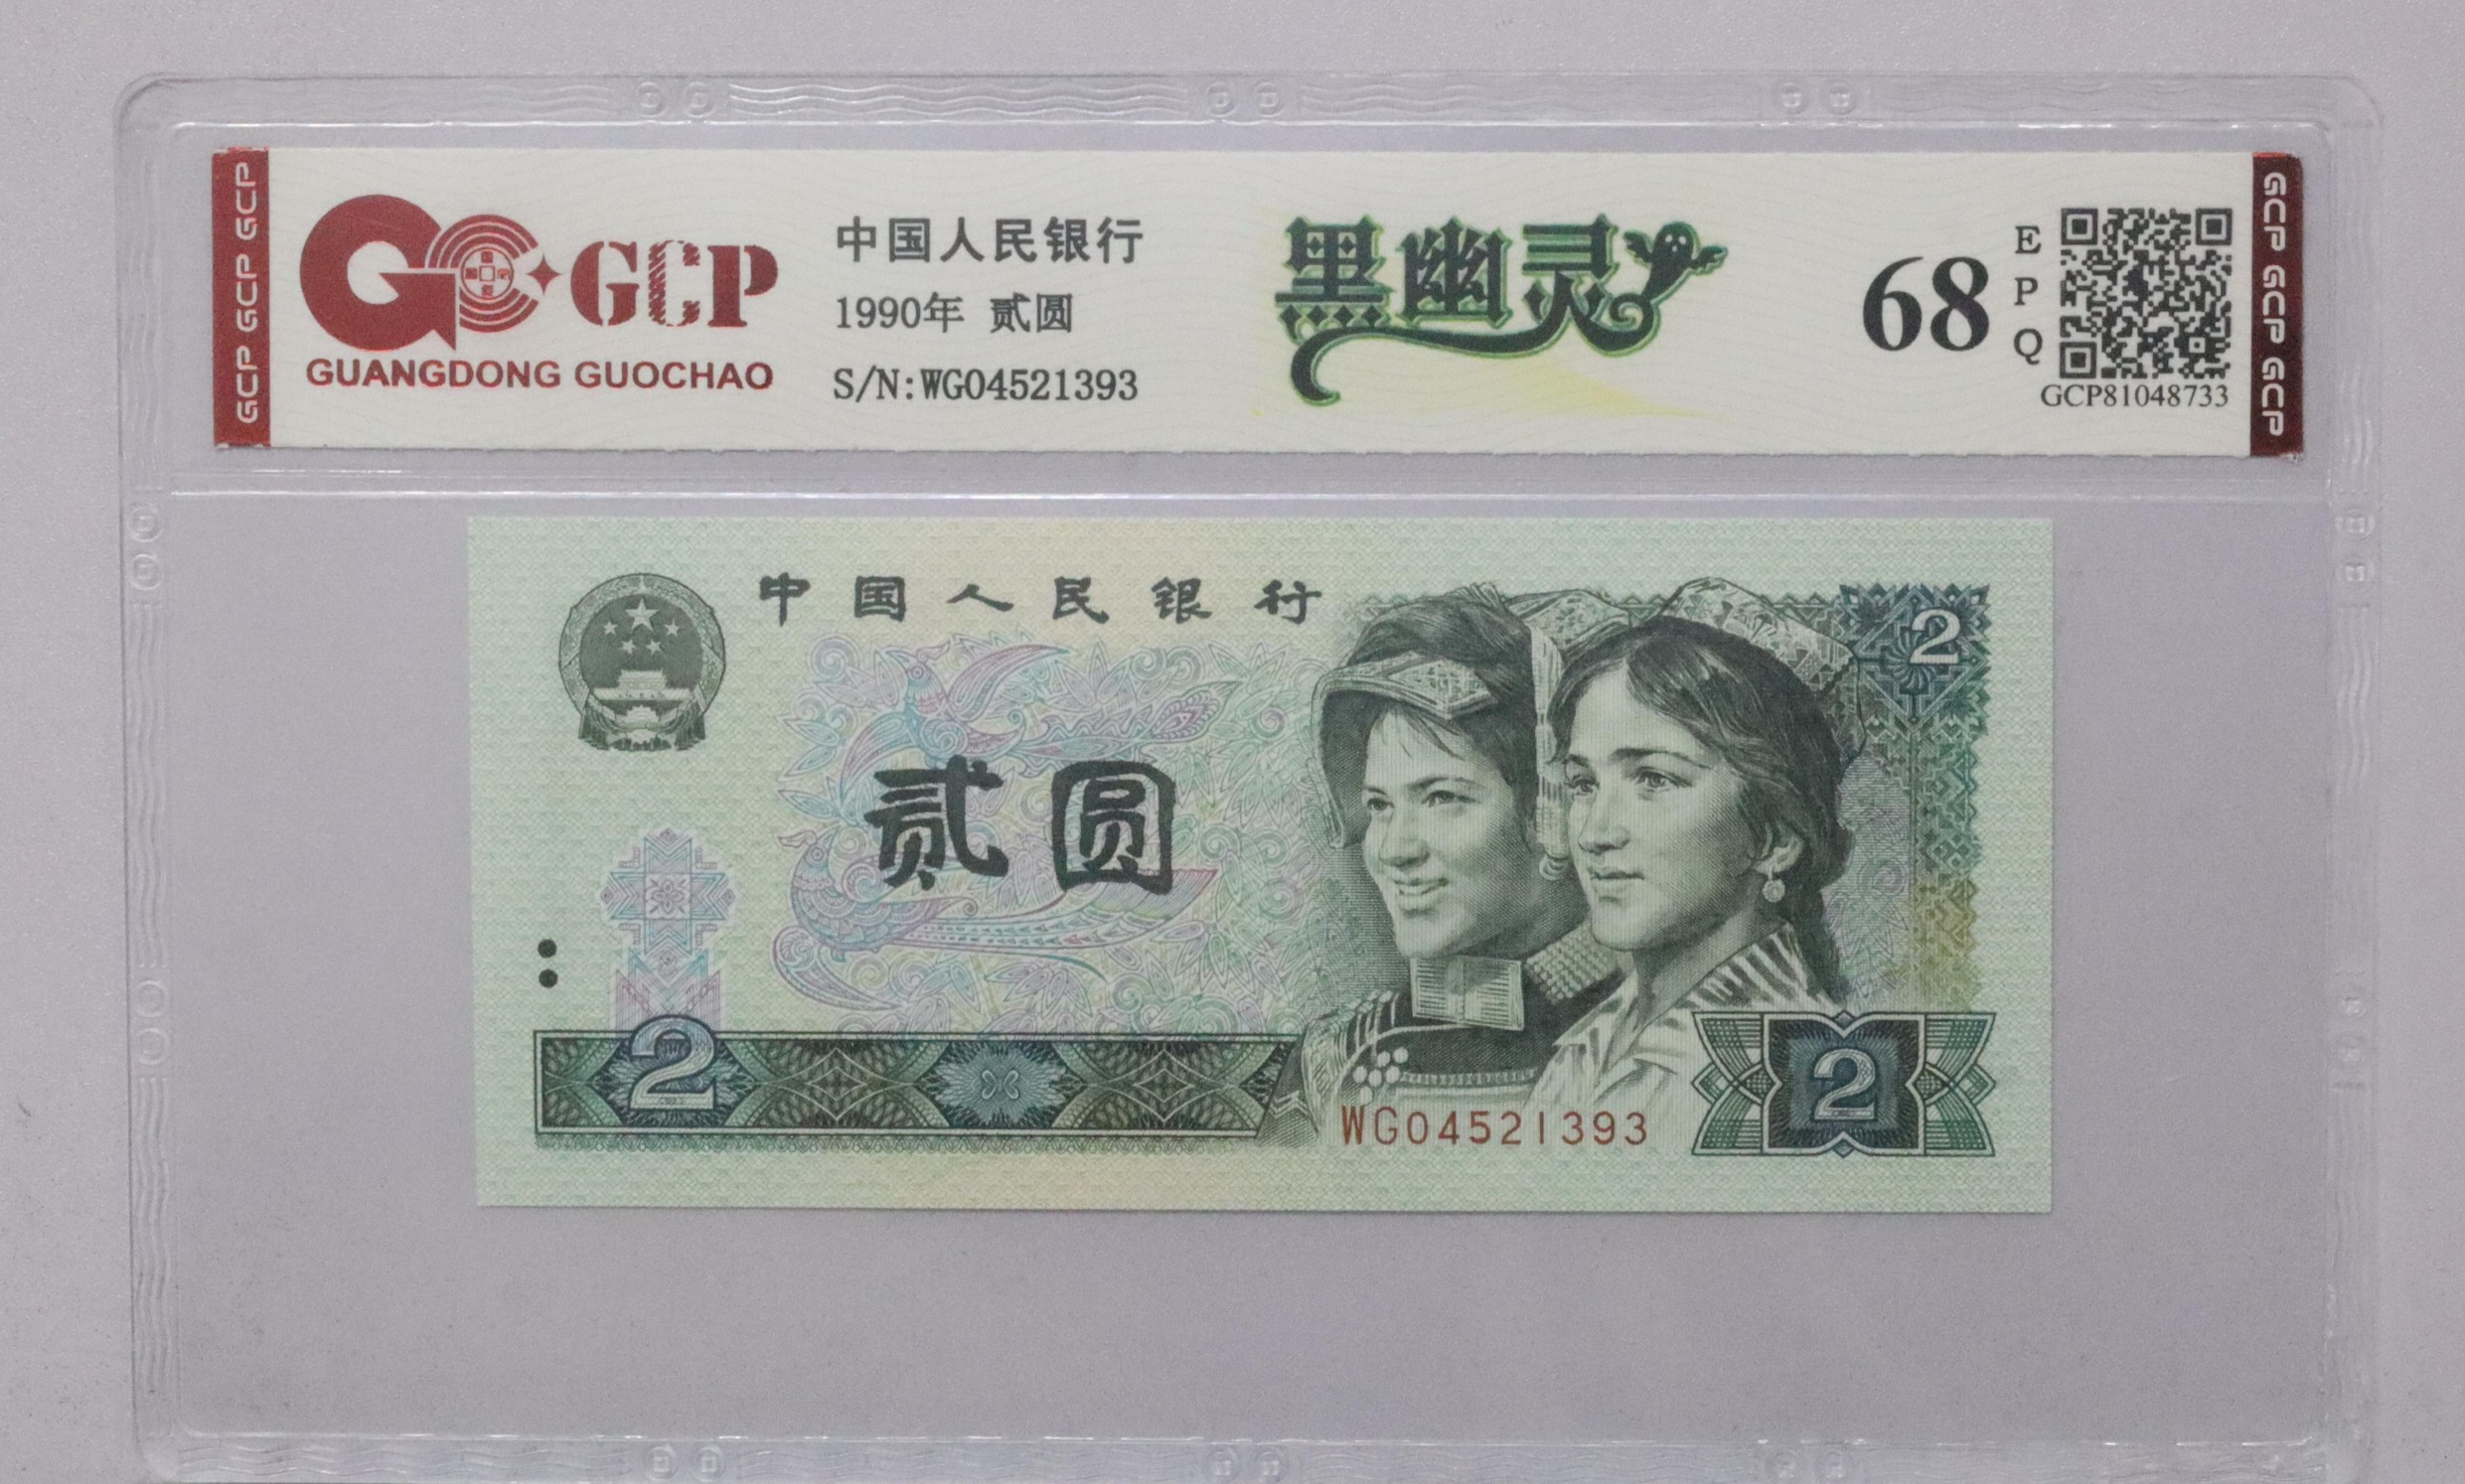 GCP GCP GCP
GCP
GUANGDONG GUOCHAO
中国人民银行
1990年 贰圆
S/N:WG04521393
黑幽灵
68
EPQ
GCP81048733
GCP GCP GCP
中国人民银行
2
贰圆
2
WG04521393
2